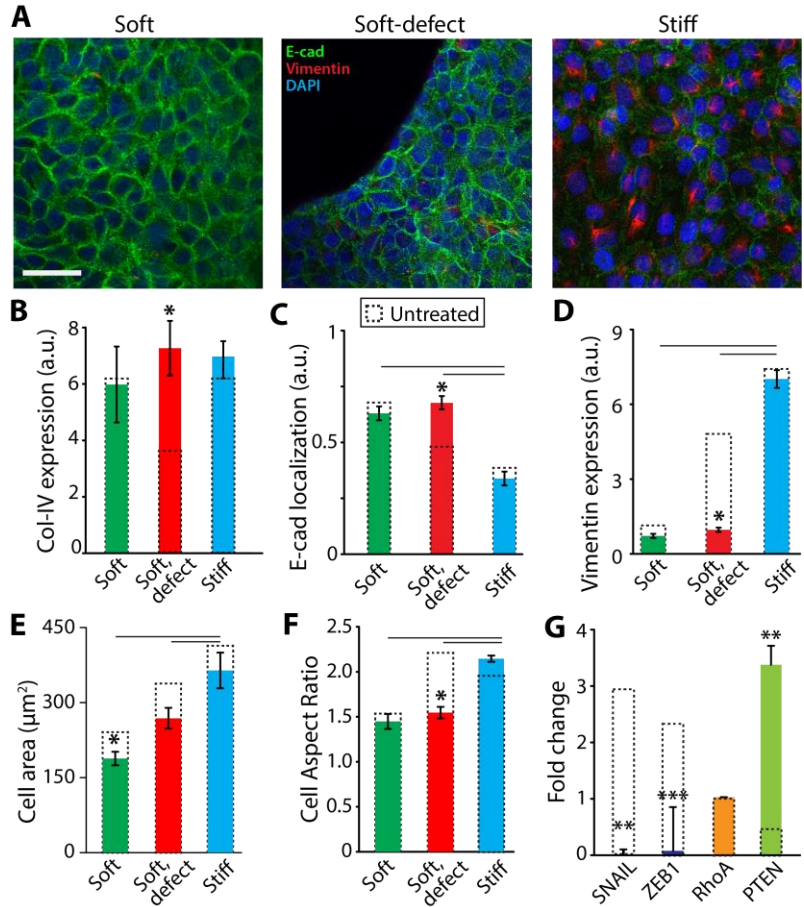 A
Soft
Soft-defect
Stiff
E-cad
Vimentin
DAPI
B
Col-IV expression (a.u.)
8
6
4
2
0
*
Soft
Soft,
defect
Stiff
C
Untreated
E-cad localization (a.u.)
1
0.5
0
*
Soft
Soft,
defect
Stiff
D
Vimentin expression (a.u.)
9
6
3
0
*
Soft
Soft,
defect
Stiff
E
Cell area (µm²)
450
300
150
0
*
Soft
Soft,
defect
Stiff
F
Cell Aspect Ratio
2.5
2.0
1.5
1.0
0.5
0.0
*
Soft
Soft,
defect
Stiff
G
Fold change
4
3
2
1
0
**
***
**
SNAIL
ZEB1
RhoA
PTEN